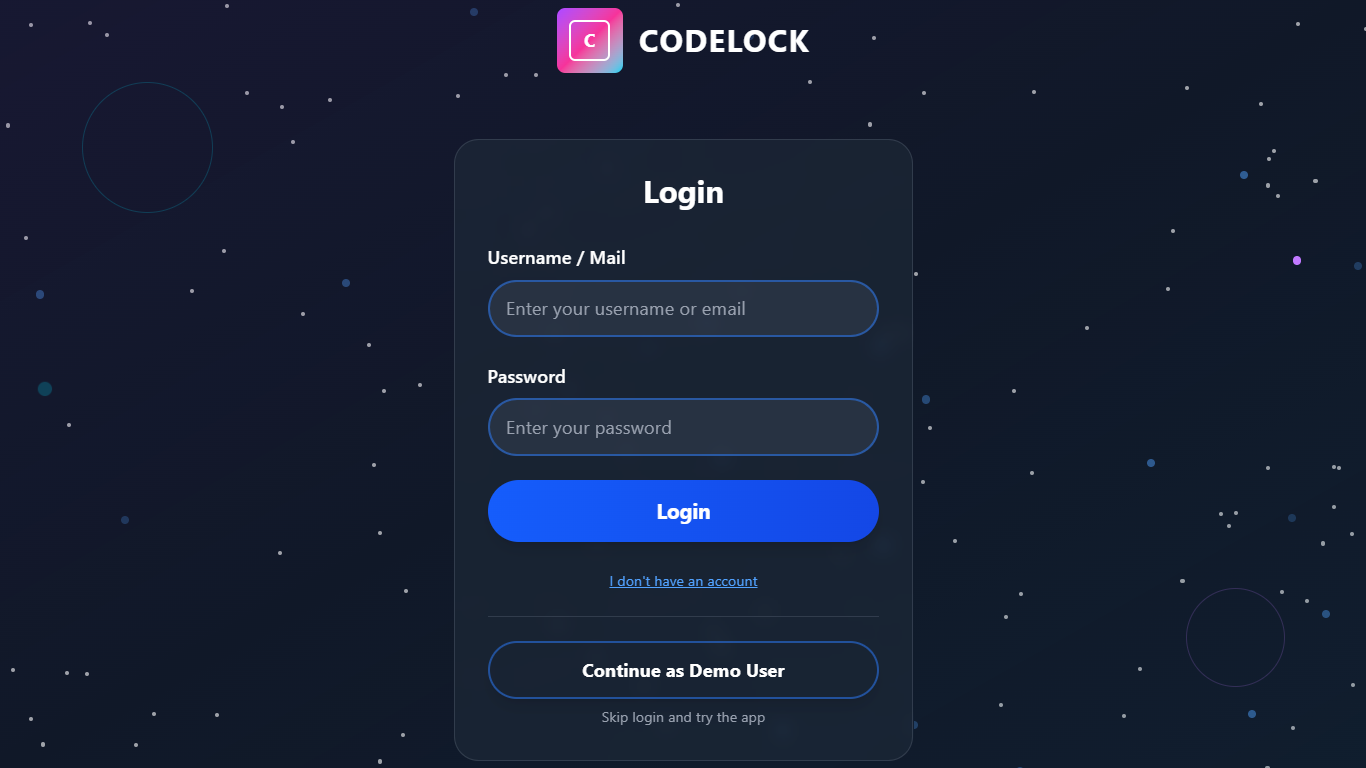 C
CODELOCK
Login
Username / Mail
Enter your username or email
Password
Enter your password
Login
I don't have an account
Continue as Demo User
Skip login and try the app